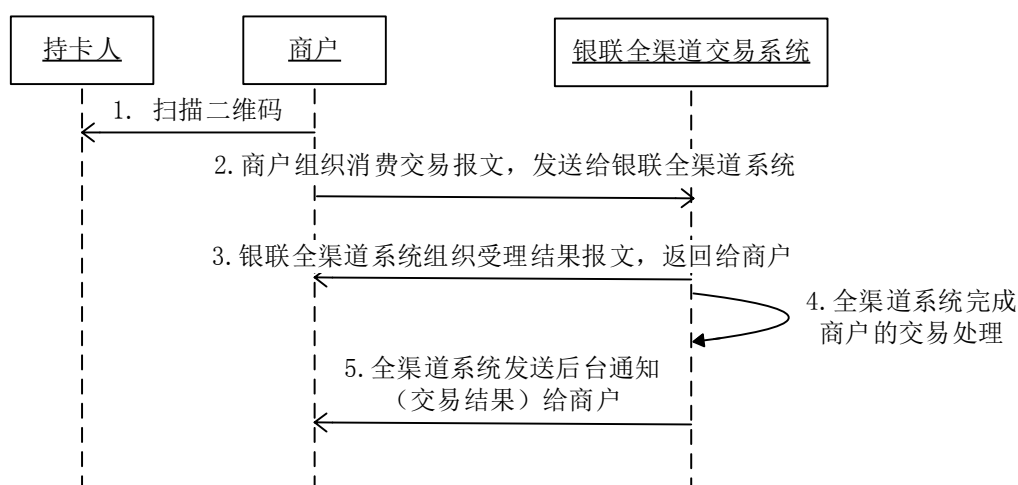 持卡人
商户
银联全渠道交易系统
1. 扫描二维码
2.商户组织消费交易报文，发送给银联全渠道系统
3.银联全渠道系统组织受理结果报文，返回给商户
4.全渠道系统完成
商户的交易处理
5.全渠道系统发送后台通知
（交易结果）给商户